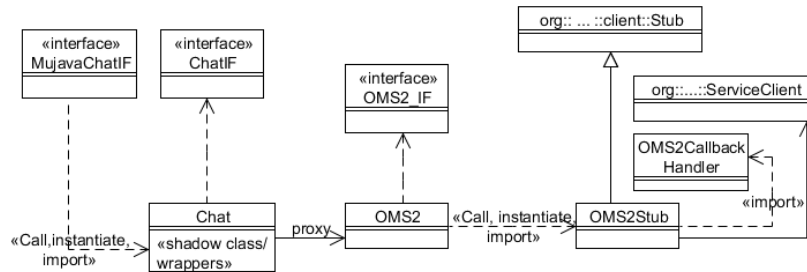 org:: ... ::client::Stub
«interface»
MujavaChatIF
«interface»
ChatIF
«interface»
OMS2_IF
org::...::ServiceClient
OMS2Callback
Handler
«Call,instantiate,
import»
Chat
«shadow class/
wrappers»
proxy
OMS2
«Call, instantiate,
import»
OMS2Stub
«import»